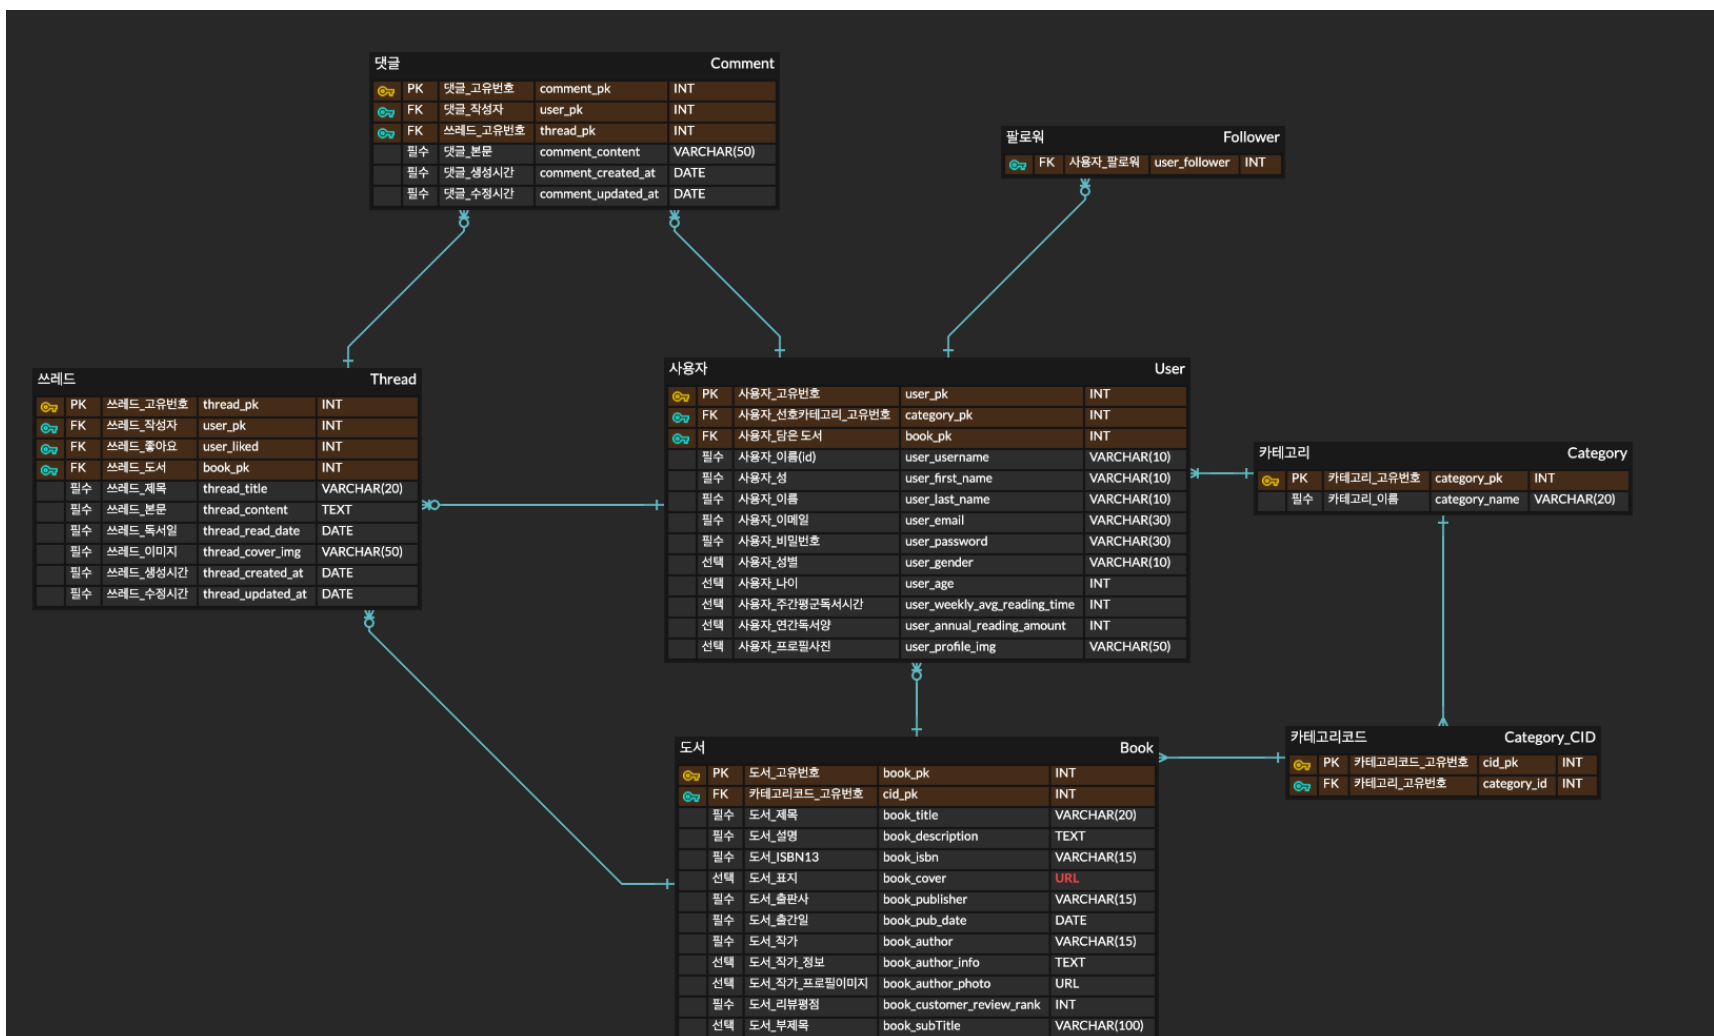 댓글 Comment
PK 댓글_고유번호 comment_pk INT
FK 댓글_작성자 user_pk INT
FK 쓰레드_고유번호 thread_pk INT
필수 댓글_본문 comment_content VARCHAR(50)
필수 댓글_생성시간 comment_created_at DATE
필수 댓글_수정시간 comment_updated_at DATE
팔로워 Follower
FK 사용자_팔로워 user_follower INT
쓰레드 Thread
PK 쓰레드_고유번호 thread_pk INT
FK 쓰레드_작성자 user_pk INT
FK 쓰레드_좋아요 user_liked INT
FK 쓰레드_도서 book_pk INT
필수 쓰레드_제목 thread_title VARCHAR(20)
필수 쓰레드_본문 thread_content TEXT
필수 쓰레드_독서일 thread_read_date DATE
필수 쓰레드_이미지 thread_cover_img VARCHAR(50)
필수 쓰레드_생성시간 thread_created_at DATE
필수 쓰레드_수정시간 thread_updated_at DATE
사용자 User
PK 사용자_고유번호 user_pk INT
FK 사용자_선호카테고리_고유번호 category_pk INT
FK 사용자_담은 도서 book_pk INT
필수 사용자_이름(id) user_username VARCHAR(10)
필수 사용자_성 user_first_name VARCHAR(10)
필수 사용자_이름 user_last_name VARCHAR(10)
필수 사용자_이메일 user_email VARCHAR(30)
필수 사용자_비밀번호 user_password VARCHAR(30)
선택 사용자_성별 user_gender VARCHAR(10)
선택 사용자_나이 user_age INT
선택 사용자_주간평군독서시간 user_weekly_avg_reading_time INT
선택 사용자_연간독서양 user_annual_reading_amount INT
선택 사용자_프로필사진 user_profile_img VARCHAR(50)
카테고리 Category
PK 카테고리_고유번호 category_pk INT
필수 카테고리_이름 category_name VARCHAR(20)
카테고리코드 Category_CID
PK 카테고리코드_고유번호 cid_pk INT
FK 카테고리_고유번호 category_id INT
도서 Book
PK 도서_고유번호 book_pk INT
FK 카테고리코드_고유번호 cid_pk INT
필수 도서_제목 book_title VARCHAR(20)
필수 도서_설명 book_description TEXT
필수 도서_ISBN13 book_isbn VARCHAR(15)
선택 도서_표지 book_cover URL
필수 도서_출판사 book_publisher VARCHAR(15)
필수 도서_출간일 book_pub_date DATE
필수 도서_작가 book_author VARCHAR(15)
선택 도서_작가_정보 book_author_info TEXT
선택 도서_작가_프로필이미지 book_author_photo URL
필수 도서_리뷰평점 book_customer_review_rank INT
선택 도서_부제목 book_subTitle VARCHAR(100)